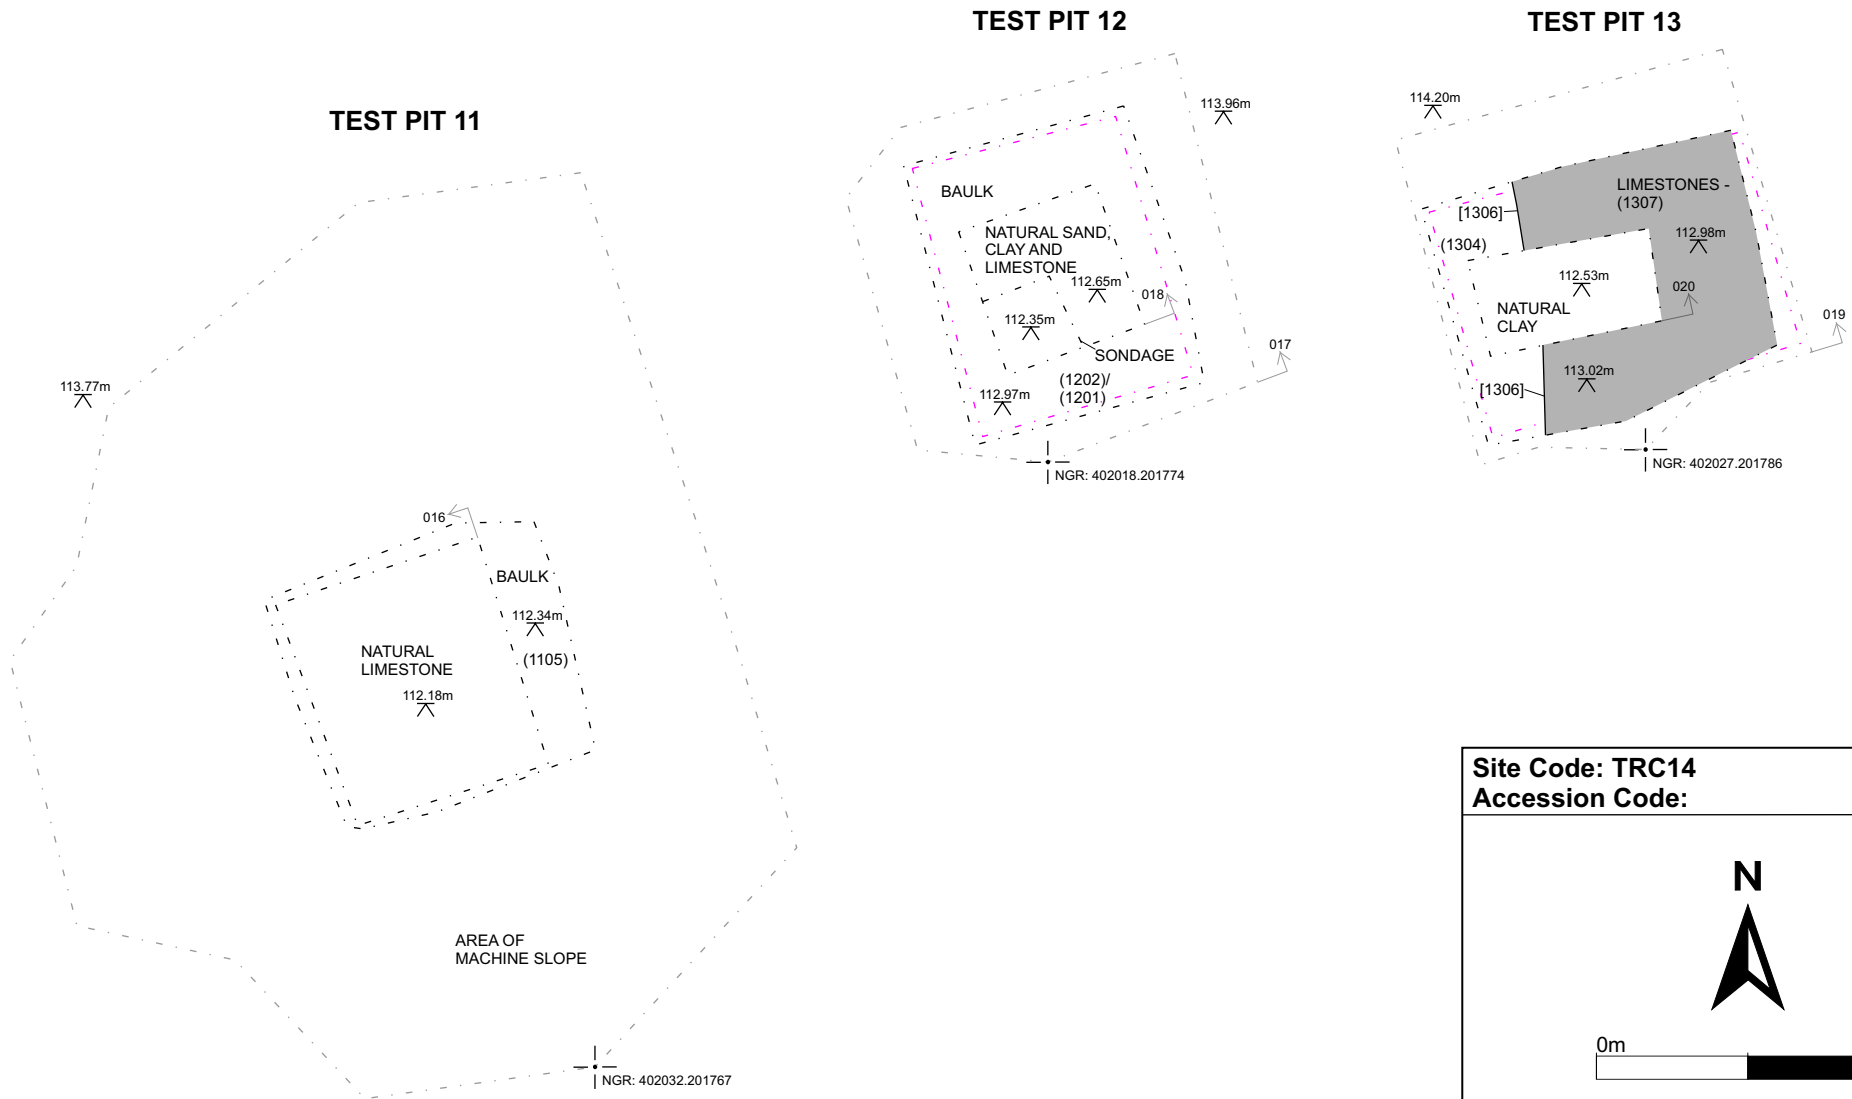 TEST PIT 11
113.77m
016
BAULK
112.34m
(1105)
NATURAL
LIMESTONE
112.18m
AREA OF
MACHINE SLOPE
NGR: 402032.201767
TEST PIT 12
113.96m
BAULK
NATURAL SAND,
CLAY AND
LIMESTONE
112.65m
018
112.35m
SONDAGE
017
(1202)/
(1201)
112.97m
NGR: 402018.201774
TEST PIT 13
114.20m
LIMESTONES -
(1307)
[1306]
(1304)
112.98m
112.53m
020
NATURAL
CLAY
019
113.02m
[1306]
NGR: 402027.201786
Site Code: TRC14
Accession Code:
N
0m